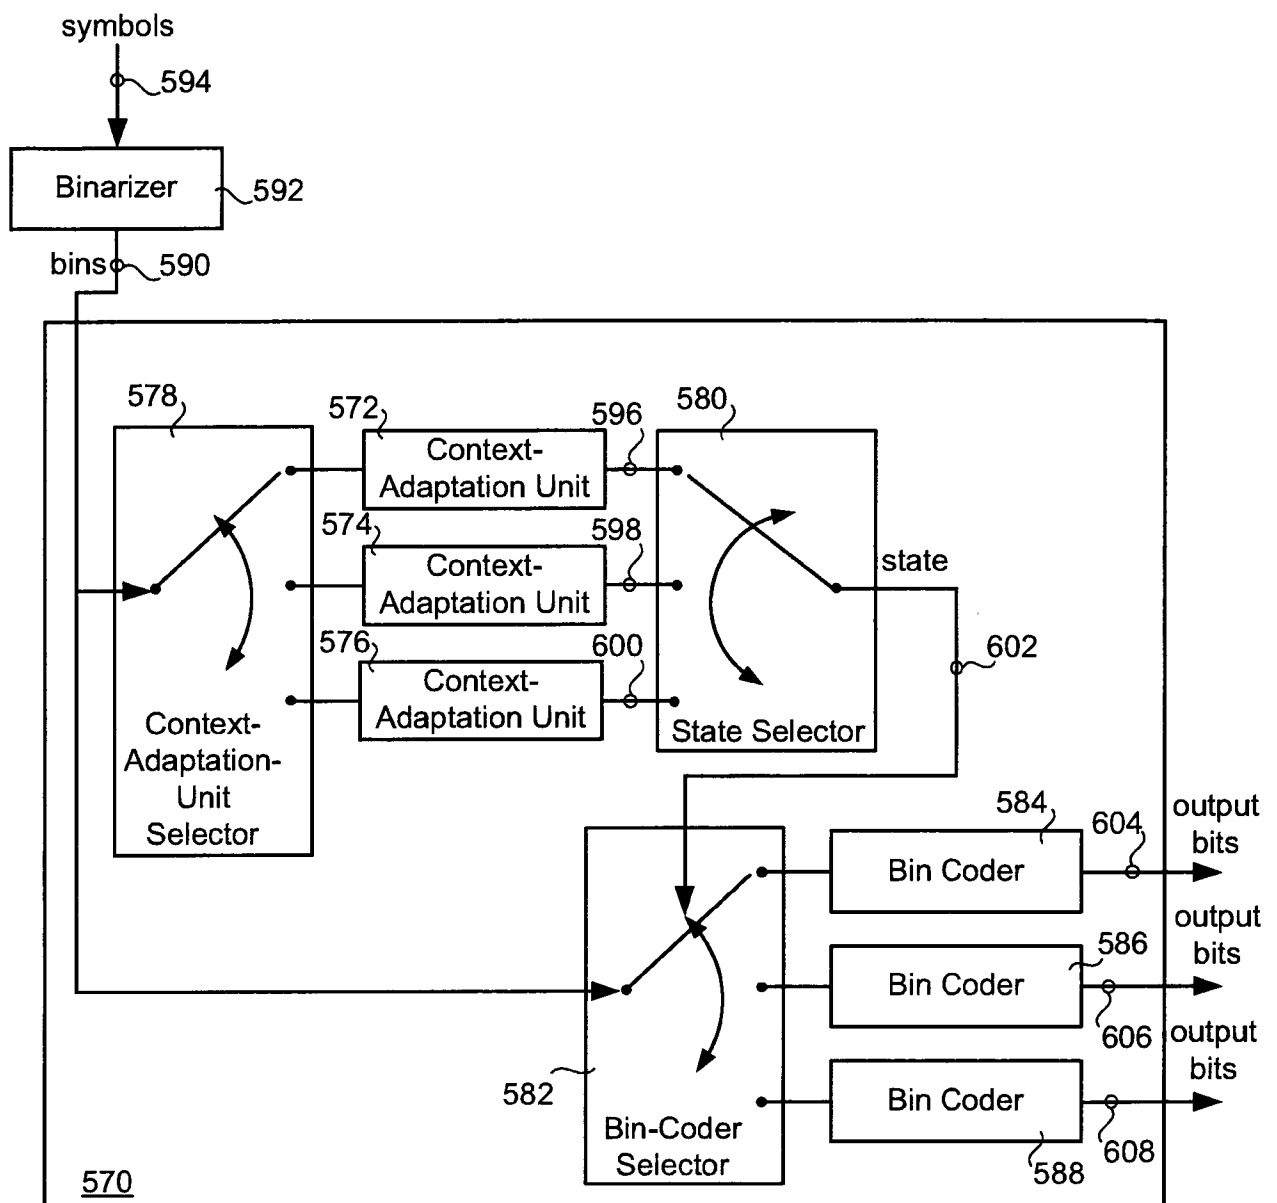 symbols
594
Binarizer
592
bins
590
578
572
596
580
Context-
Adaptation Unit
574
598
Context-
Adaptation Unit
state
576
600
602
Context-
Adaptation Unit
Context-
Adaptation-
Unit
Selector
State Selector
584
604
output
bits
Bin Coder
586
output
bits
Bin Coder
606
output
bits
582
Bin Coder
608
Bin-Coder
Selector
588
570